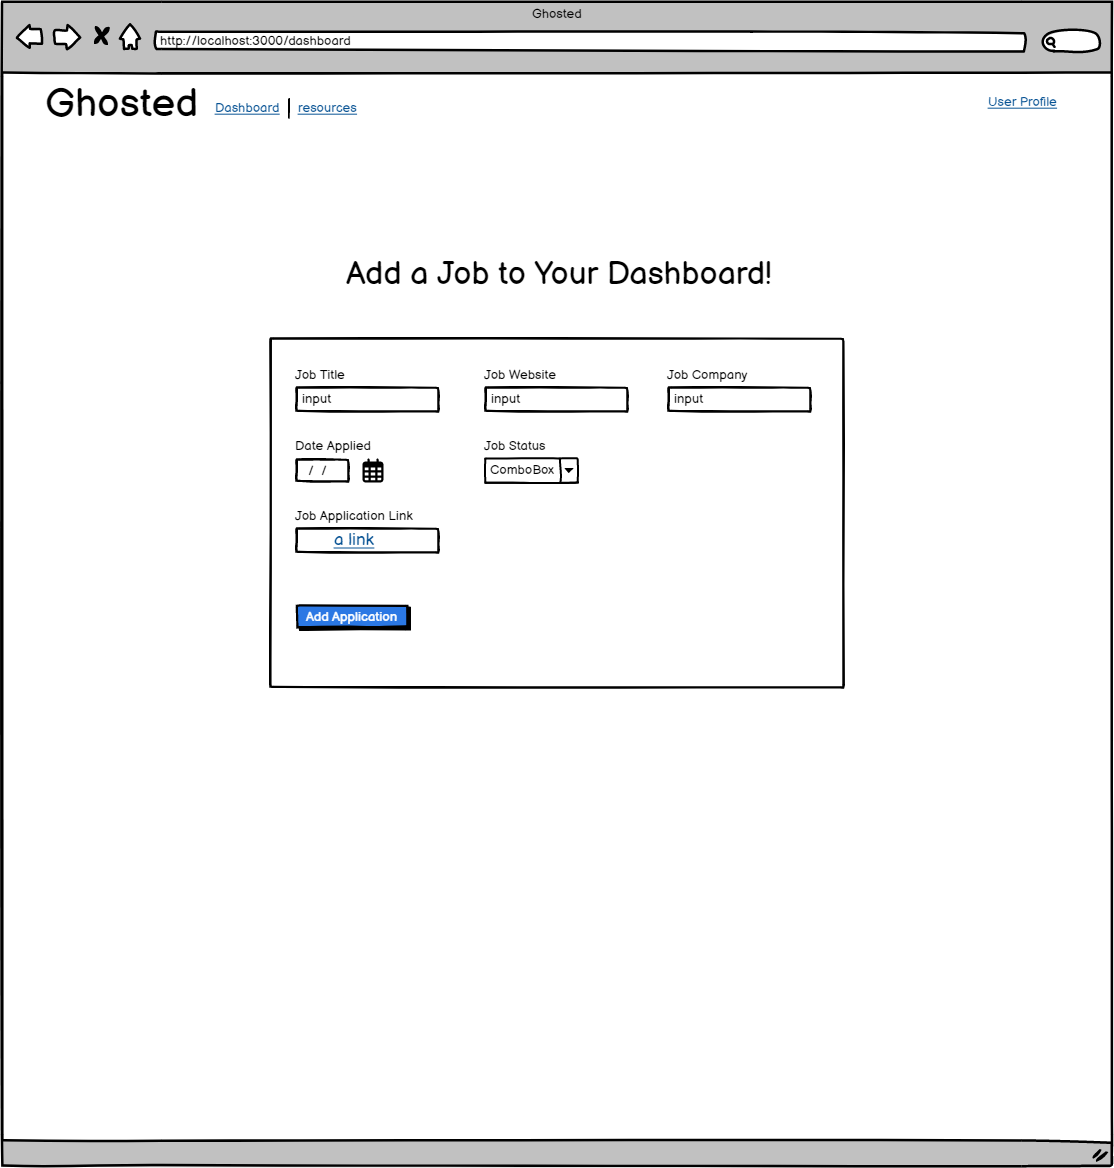 Ghosted
http://localhost:3000/dashboard
Ghosted Dashboard | resources User Profile
Add a Job to Your Dashboard!
Job Title Job Website Job Company
input input input
Date Applied Job Status
/ / ComboBox
Job Application Link
a link
Add Application